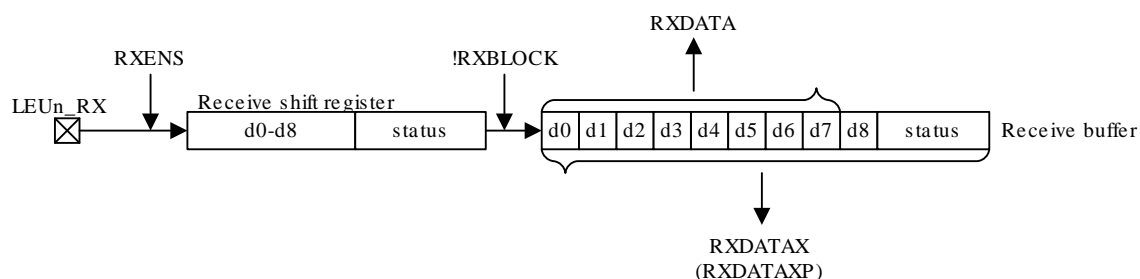 RXDATA
RXENS
!RXBLOCK
LEUn_RX
Receive shift register
d0-d8 status
d0 d1 d2 d3 d4 d5 d6 d7 d8 status
Receive buffer
RXDATAX
(RXDATAXP)